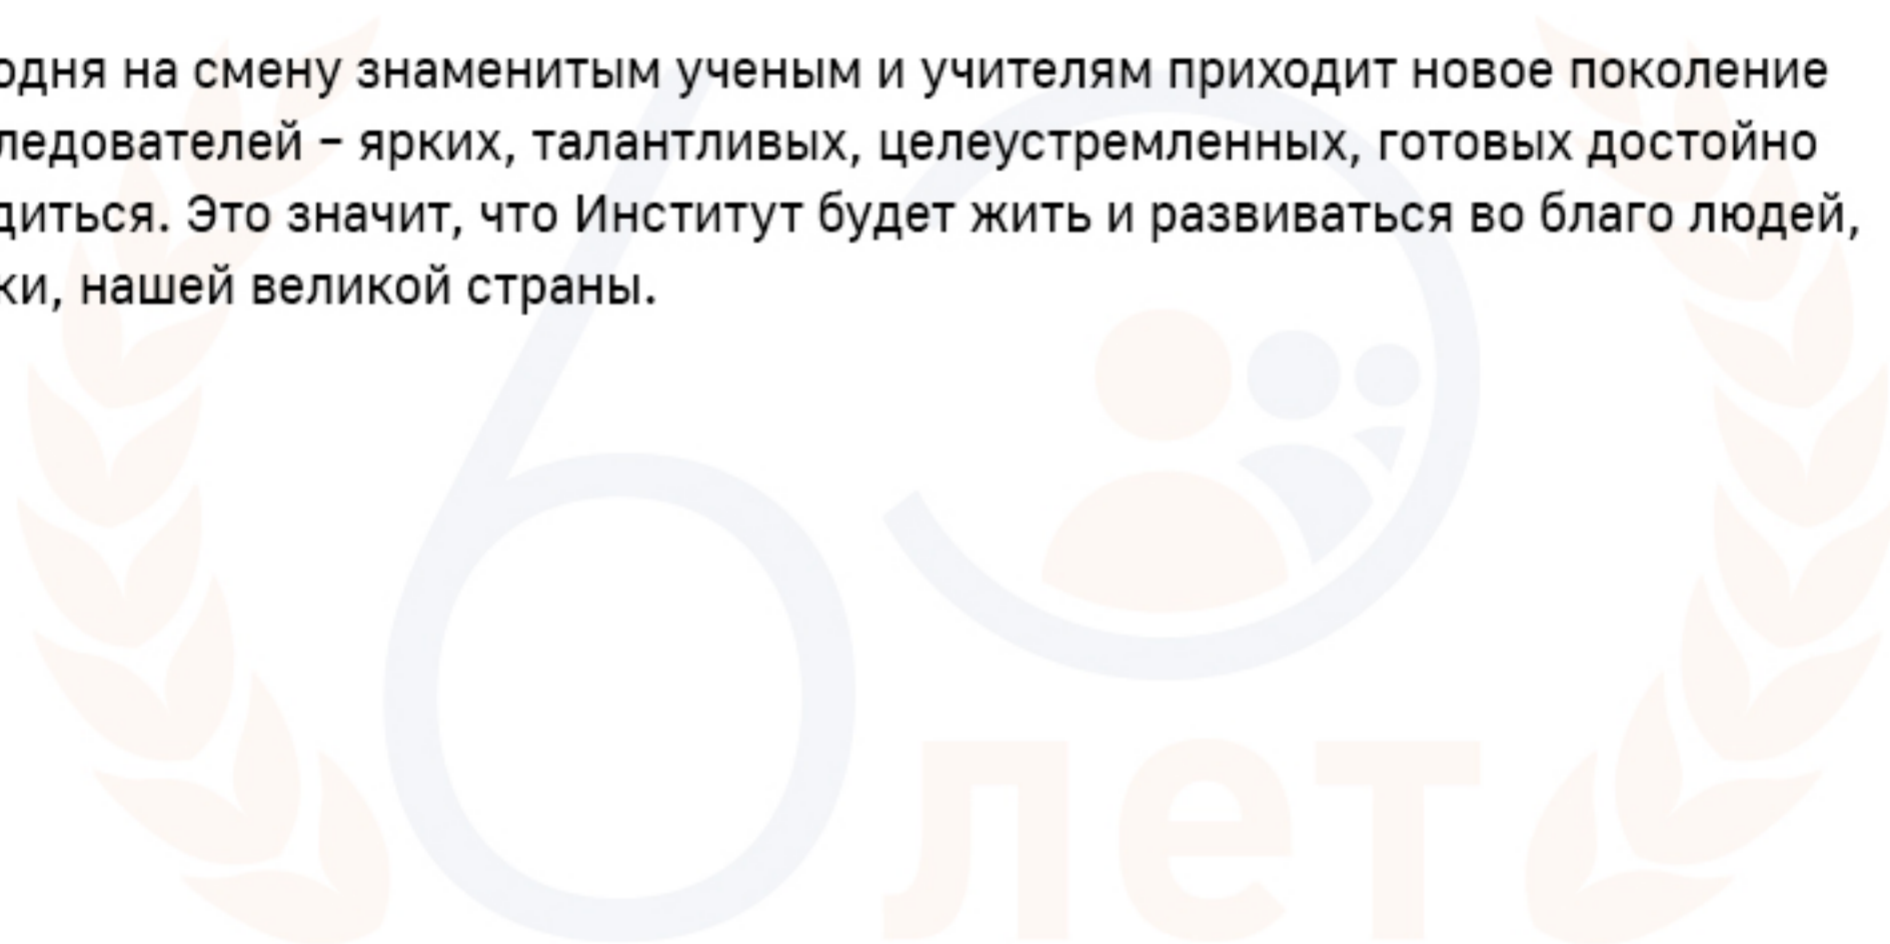 одня на смену знаменитым ученым и учителям приходит новое поколение
ледователей – ярких, талантливых, целеустремленных, готовых достойно
диться. Это значит, что Институт будет жить и развиваться во благо людей,
ки, нашей великой страны.
60
лет